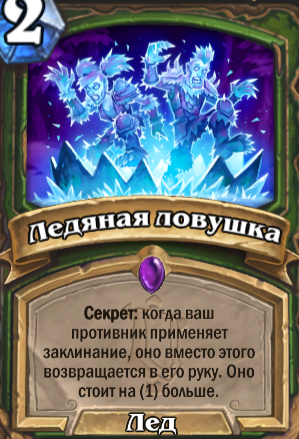 2
Ледяная ловушка
Секрет: когда ваш
противник применяет
заклинание, оно вместо этого
возвращается в его руку. Оно
стоит на (1) больше.
Лед